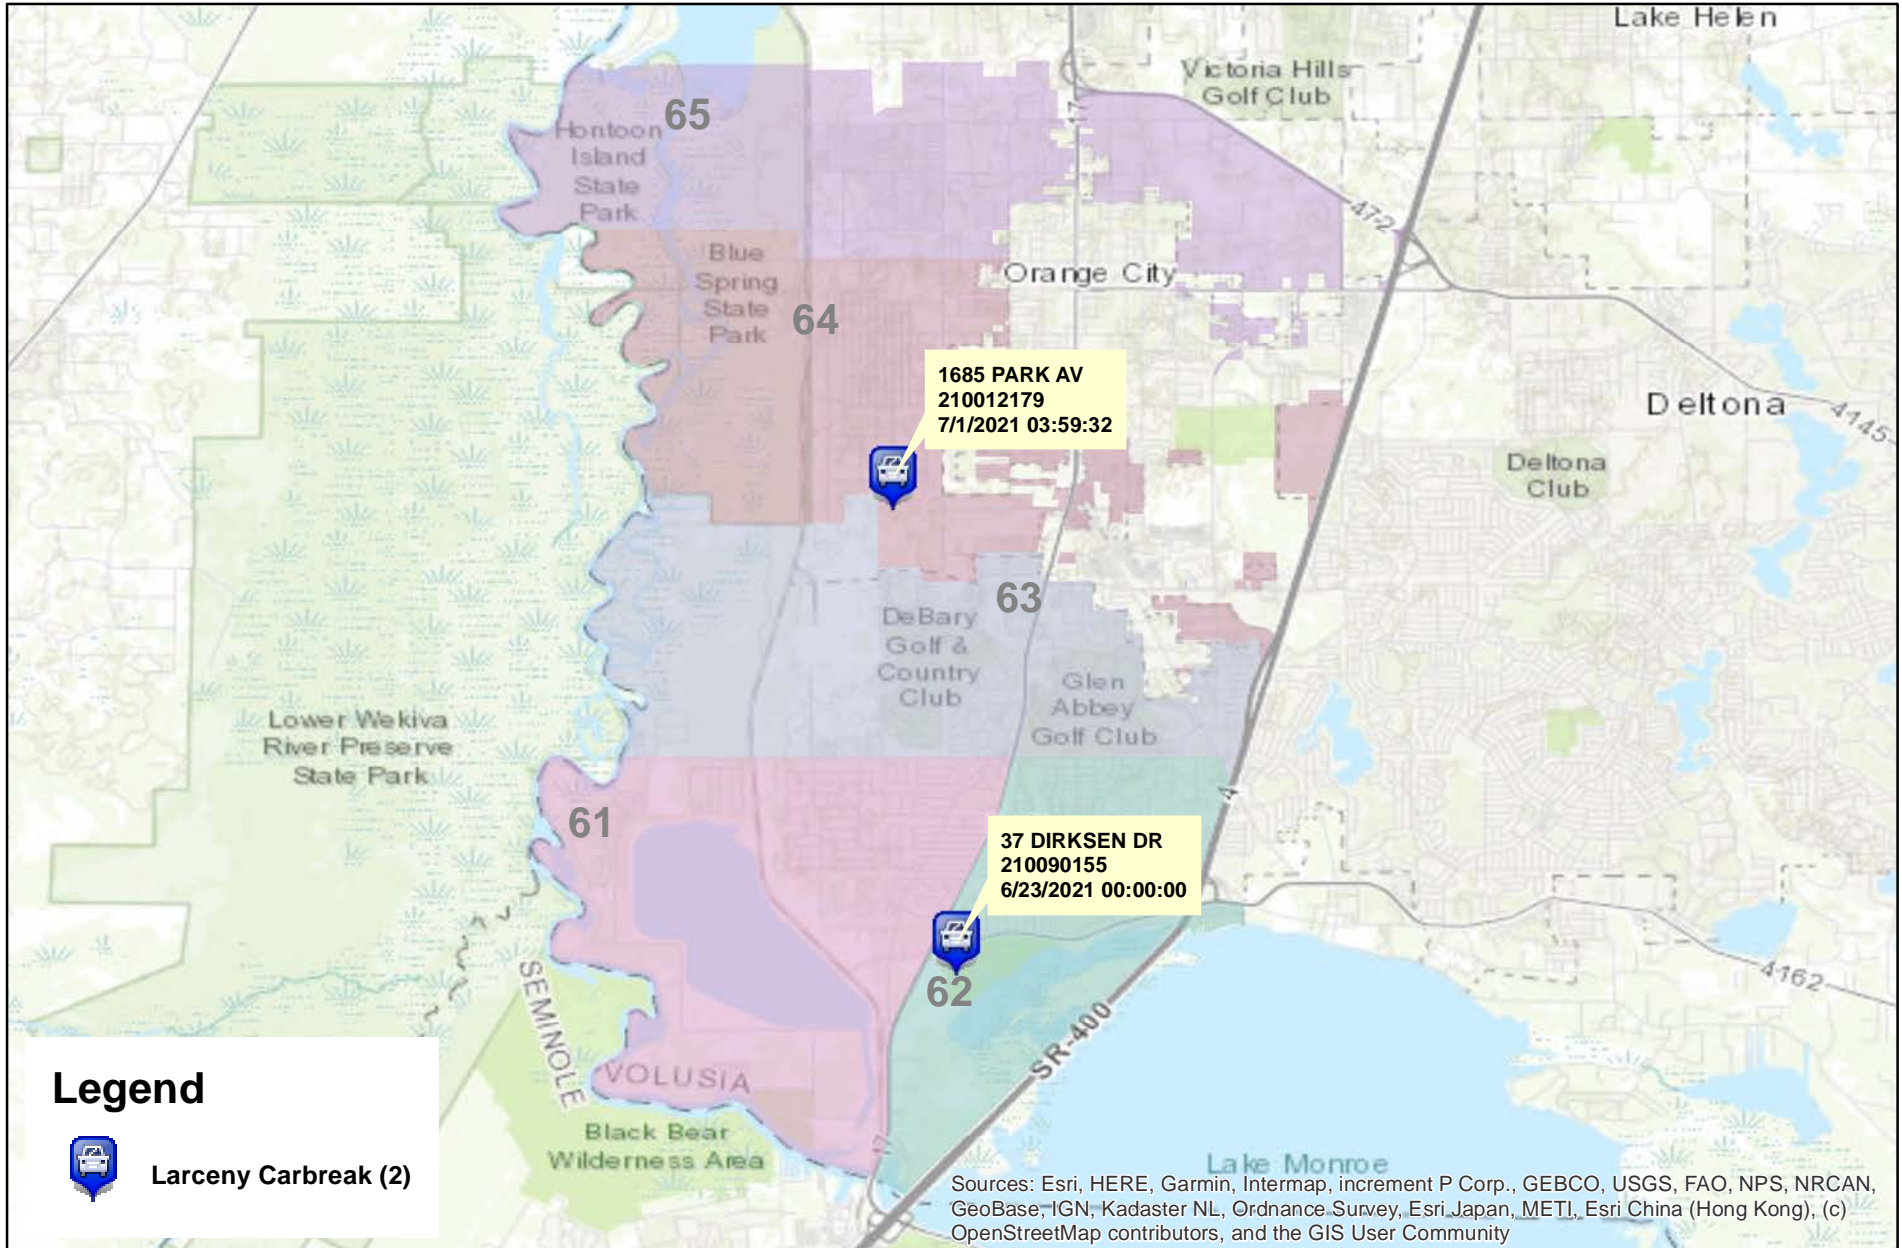 Lake Helen
Victoria Hills
Golf Club
65
Hontoon
Island
State
Park
17
472
Blue
Spring
State
Park
Orange City
64
1685 PARK AV
210012179
7/1/2021 03:59:32
Deltona
4145
Deltona
Club
63
DeBary
Golf &
Country
Club
Glen
Abbey
Golf Club
Lower Wekiva
River Preserve
State Park
61
4
37 DIRKSEN DR
210090155
6/23/2021 00:00:00
62
4162
SEMINOLE
SR-400
VOLUSIA
Legend
Larceny Carbreak (2)
Black Bear
Wilderness Area
17
Lake Monroe
Sources: Esri, HERE, Garmin, Intermap, increment P Corp., GEBCO, USGS, FAO, NPS, NRCAN,
GeoBase, IGN, Kadaster NL, Ordnance Survey, Esri Japan, METI, Esri China (Hong Kong), (c)
OpenStreetMap contributors, and the GIS User Community